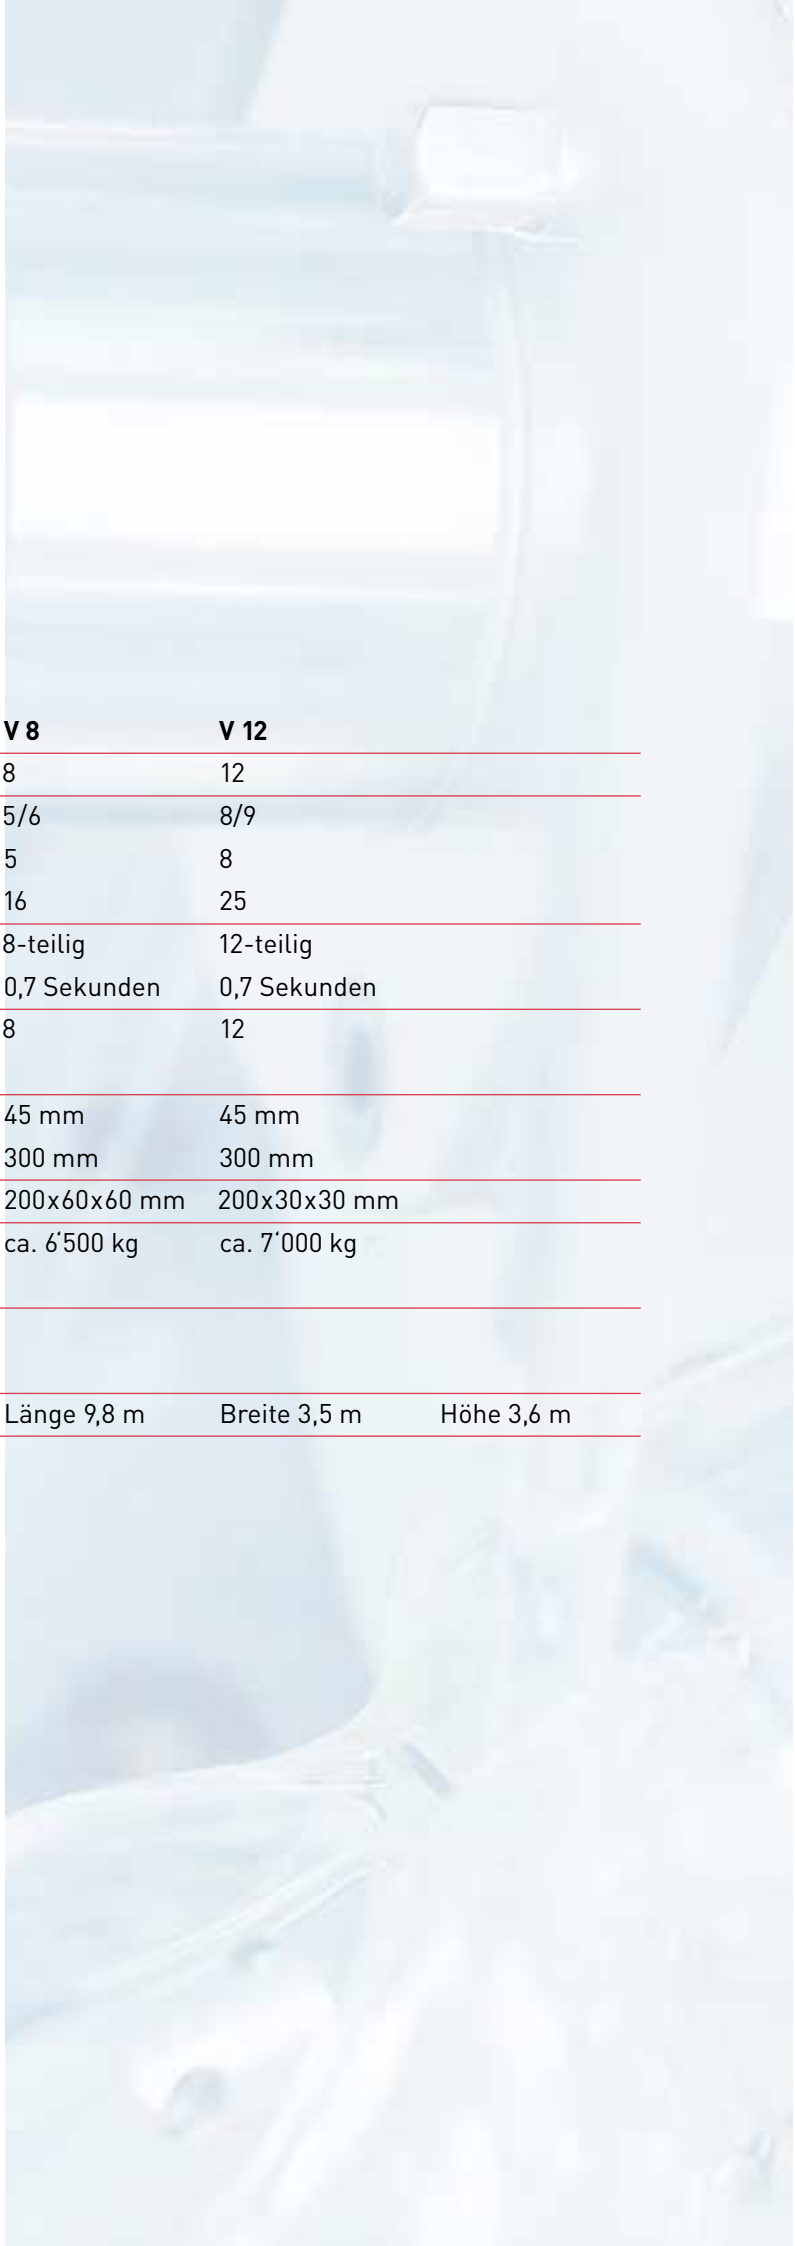 V 8 V 12
8 12
5/6 8/9
5 8
16 25
8-teilig 12-teilig
0,7 Sekunden 0,7 Sekunden
8 12
45 mm 45 mm
300 mm 300 mm
200x60x60 mm 200x30x30 mm
ca. 6‘500 kg ca. 7‘000 kg
Länge 9,8 m Breite 3,5 m Höhe 3,6 m